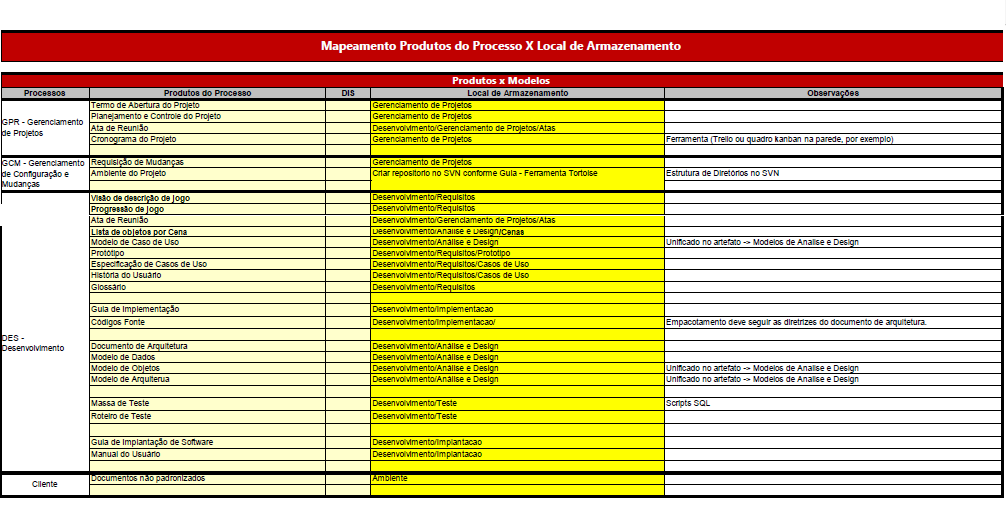 Mapeamento Produtos do Processo X Local de Armazenamento
Produtos x Modelos
Processos Produtos do Processo DIS Local de Armazenamento Observações
GPR - Gerenciamento de Projetos
Termo de Abertura do Projeto Gerenciamento de Projetos
Planejamento e Controle do Projeto Gerenciamento de Projetos
Ata de Reunião Desenvolvimento/Gerenciamento de Projetos/Atas
Cronograma do Projeto Gerenciamento de Projetos Ferramenta (Trello ou quadro kanban na parede, por exemplo)
GCM - Gerenciamento de Configuração e Mudanças
Requisição de Mudanças Gerenciamento de Projetos
Ambiente do Projeto Criar repositorio no SVN conforme Guia - Ferramenta Tortoise Estrutura de Diretórios no SVN
DES - Desenvolvimento
Visão de descrição de jogo Desenvolvimento/Requisitos
Progressão de jogo Desenvolvimento/Requisitos
Ata de Reunião Desenvolvimento/Gerenciamento de Projetos/Atas
Lista de objetos por Cena Desenvolvimento/Análise e Design/Cenas
Modelo de Caso de Uso Desenvolvimento/Análise e Design Unificado no artefato -> Modelos de Analise e Design
Protótipo Desenvolvimento/Requisitos/Prototipo
Especificação de Casos de Uso Desenvolvimento/Requisitos/Casos de Uso
História do Usuário Desenvolvimento/Requisitos/Casos de Uso
Glossário Desenvolvimento/Requisitos
Guia de Implementação Desenvolvimento/Implementacao
Códigos Fonte Desenvolvimento/Implementacao/ Empacotamento deve seguir as diretrizes do documento de arquitetura.
Documento de Arquitetura Desenvolvimento/Análise e Design
Modelo de Dados Desenvolvimento/Análise e Design
Modelo de Objetos Desenvolvimento/Análise e Design Unificado no artefato -> Modelos de Analise e Design
Modelo de Arquiterua Desenvolvimento/Análise e Design Unificado no artefato -> Modelos de Analise e Design
Massa de Teste Desenvolvimento/Teste Scripts SQL
Roteiro de Teste Desenvolvimento/Teste
Guia de Implantação de Software Desenvolvimento/Implantacao
Manual do Usuário Desenvolvimento/Implantacao
Cliente
Documentos não padronizados Ambiente